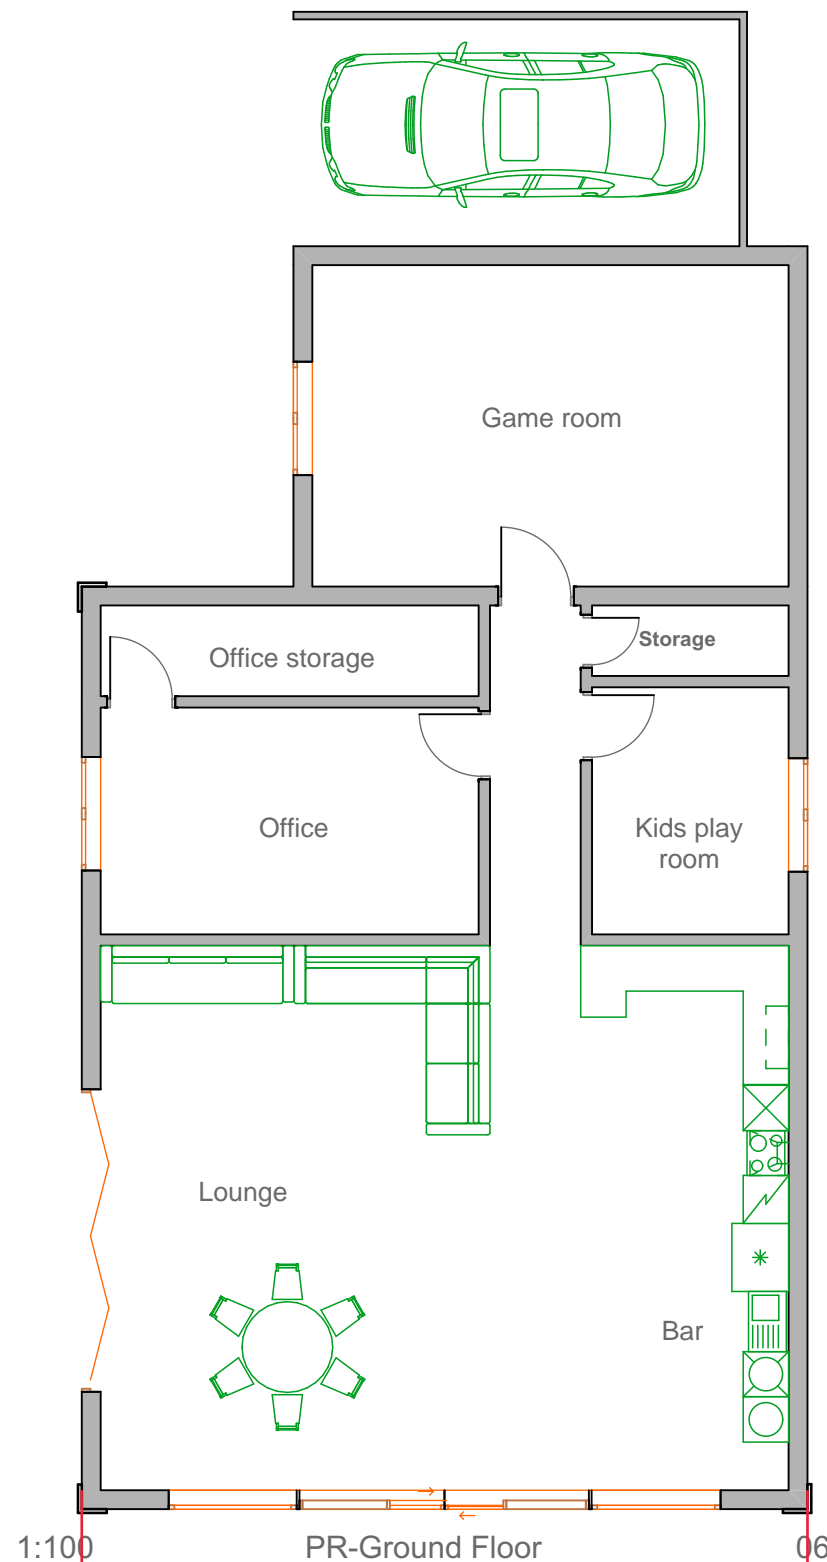 Game room
Office storage
Storage
Office
Kids play
room
Lounge
Bar
1:100
PR-Ground Floor
06